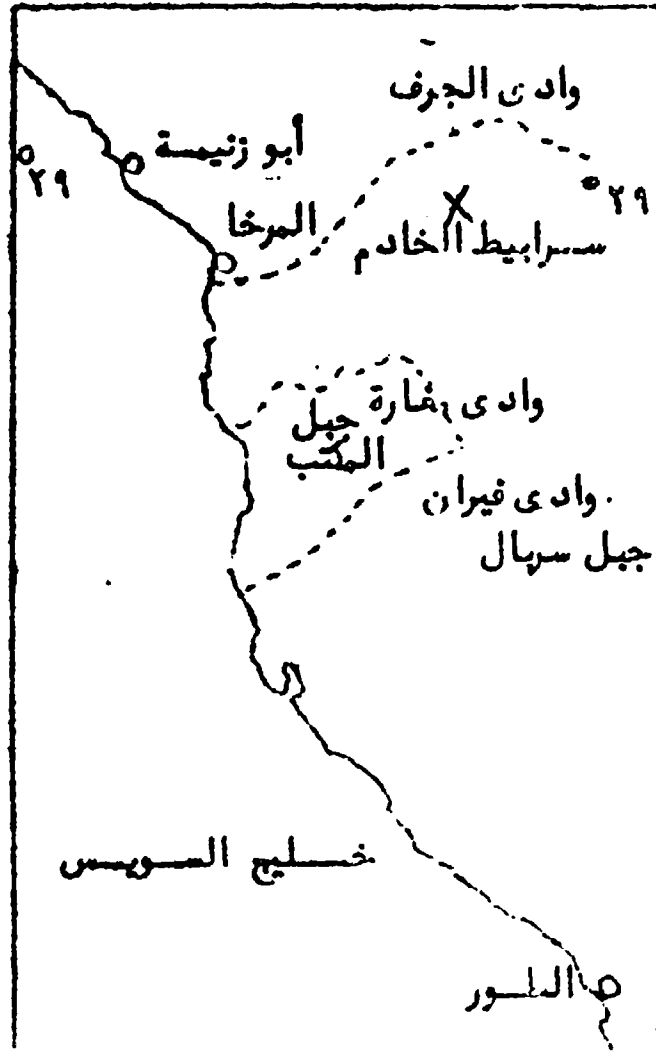 وادى الجرف
أبو زنيمة
٢٩
٢٩
المرخا
سرابيط الخادم
وادى مغارة
جبل
المكتب
وادى فيران
جبل سربال
خليج السويس
الطور